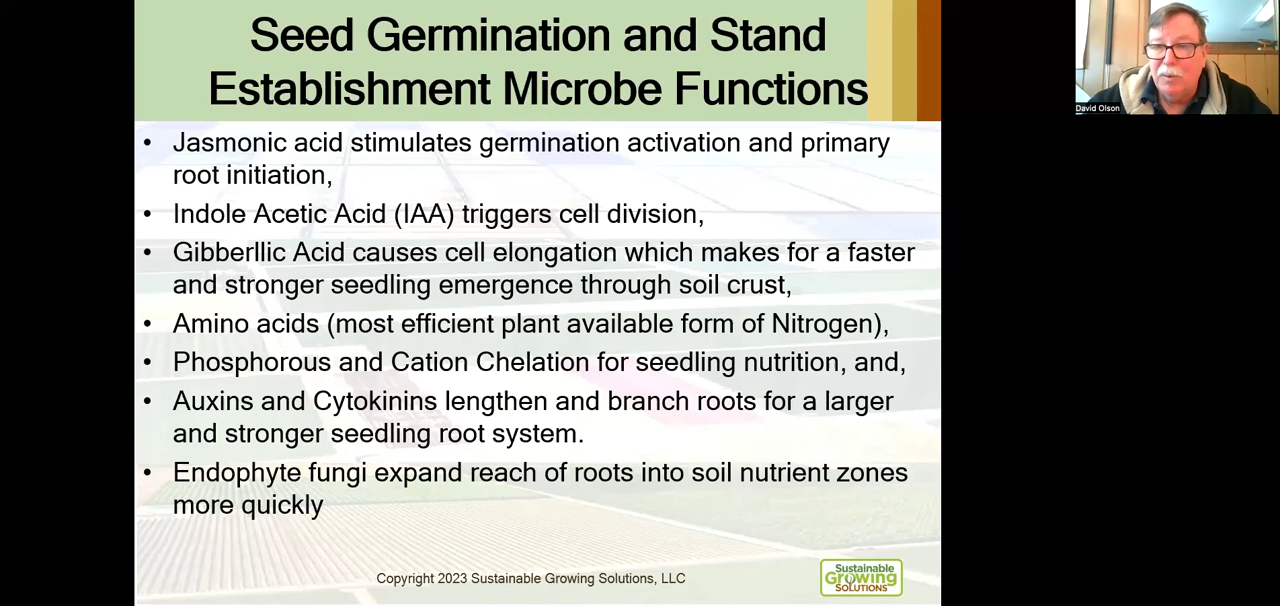 Seed Germination and Stand
Establishment Microbe Functions
• Jasmonic acid stimulates germination activation and primary
root initiation,
• Indole Acetic Acid (IAA) triggers cell division,
• Gibberllic Acid causes cell elongation which makes for a faster
and stronger seedling emergence through soil crust,
• Amino acids (most efficient plant available form of Nitrogen),
• Phosphorous and Cation Chelation for seedling nutrition, and,
• Auxins and Cytokinins lengthen and branch roots for a larger
and stronger seedling root system.
• Endophyte fungi expand reach of roots into soil nutrient zones
more quickly
Copyright 2023 Sustainable Growing Solutions, LLC
Sustainable
Growing
SOLUTIONS
David Olson